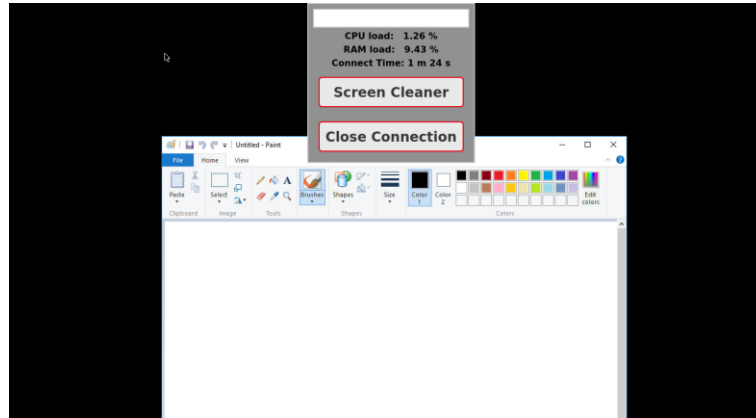 CPU load: 1.26 %
RAM load: 9.43 %
Connect Time: 1 m 24 s
Screen Cleaner
Close Connection
Untitled - Paint
File Home View
Paste Select A Brushes Shapes Size Color 1 Color 2 Edit colors
Clipboard Image Tools Shapes Colors